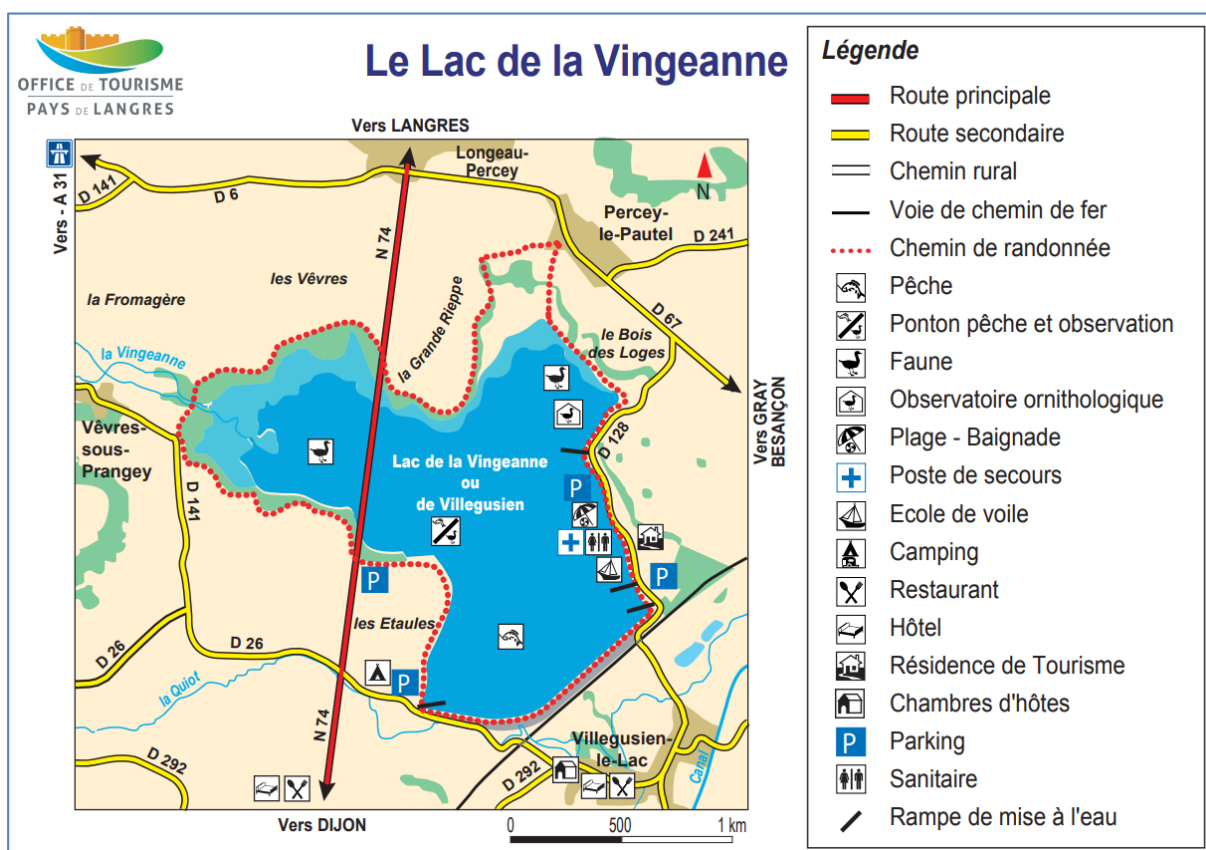 OFFICE DE TOURISME
PAYS DE LANGRES
Le Lac de la Vingeanne
Vers LANGRES
Vers - A 31
D 141
D 6
Longeau-
Percey
N
N 74
Percey-
le-Pautel
D 241
les Vêvres
la Fromagère
la Grande Rieppe
D 67
le Bois
des Loges
la Vingeanne
Vers GRAY
BESANÇON
Vêvres-
sous-
Prangey
D 128
Lac de la Vingeanne
ou
de Villegusien
D 141
P
P
P
les Etaules
D 26
D 26
la Quiot
P
N 74
Villegusien-
le-Lac
D 292
D 292
Canal
Vers DIJON
0 500 1 km
Légende
Route principale
Route secondaire
Chemin rural
Voie de chemin de fer
Chemin de randonnée
Pêche
Ponton pêche et observation
Faune
Observatoire ornithologique
Plage - Baignade
Poste de secours
Ecole de voile
Camping
Restaurant
Hôtel
Résidence de Tourisme
Chambres d'hôtes
P Parking
Sanitaire
Rampe de mise à l'eau